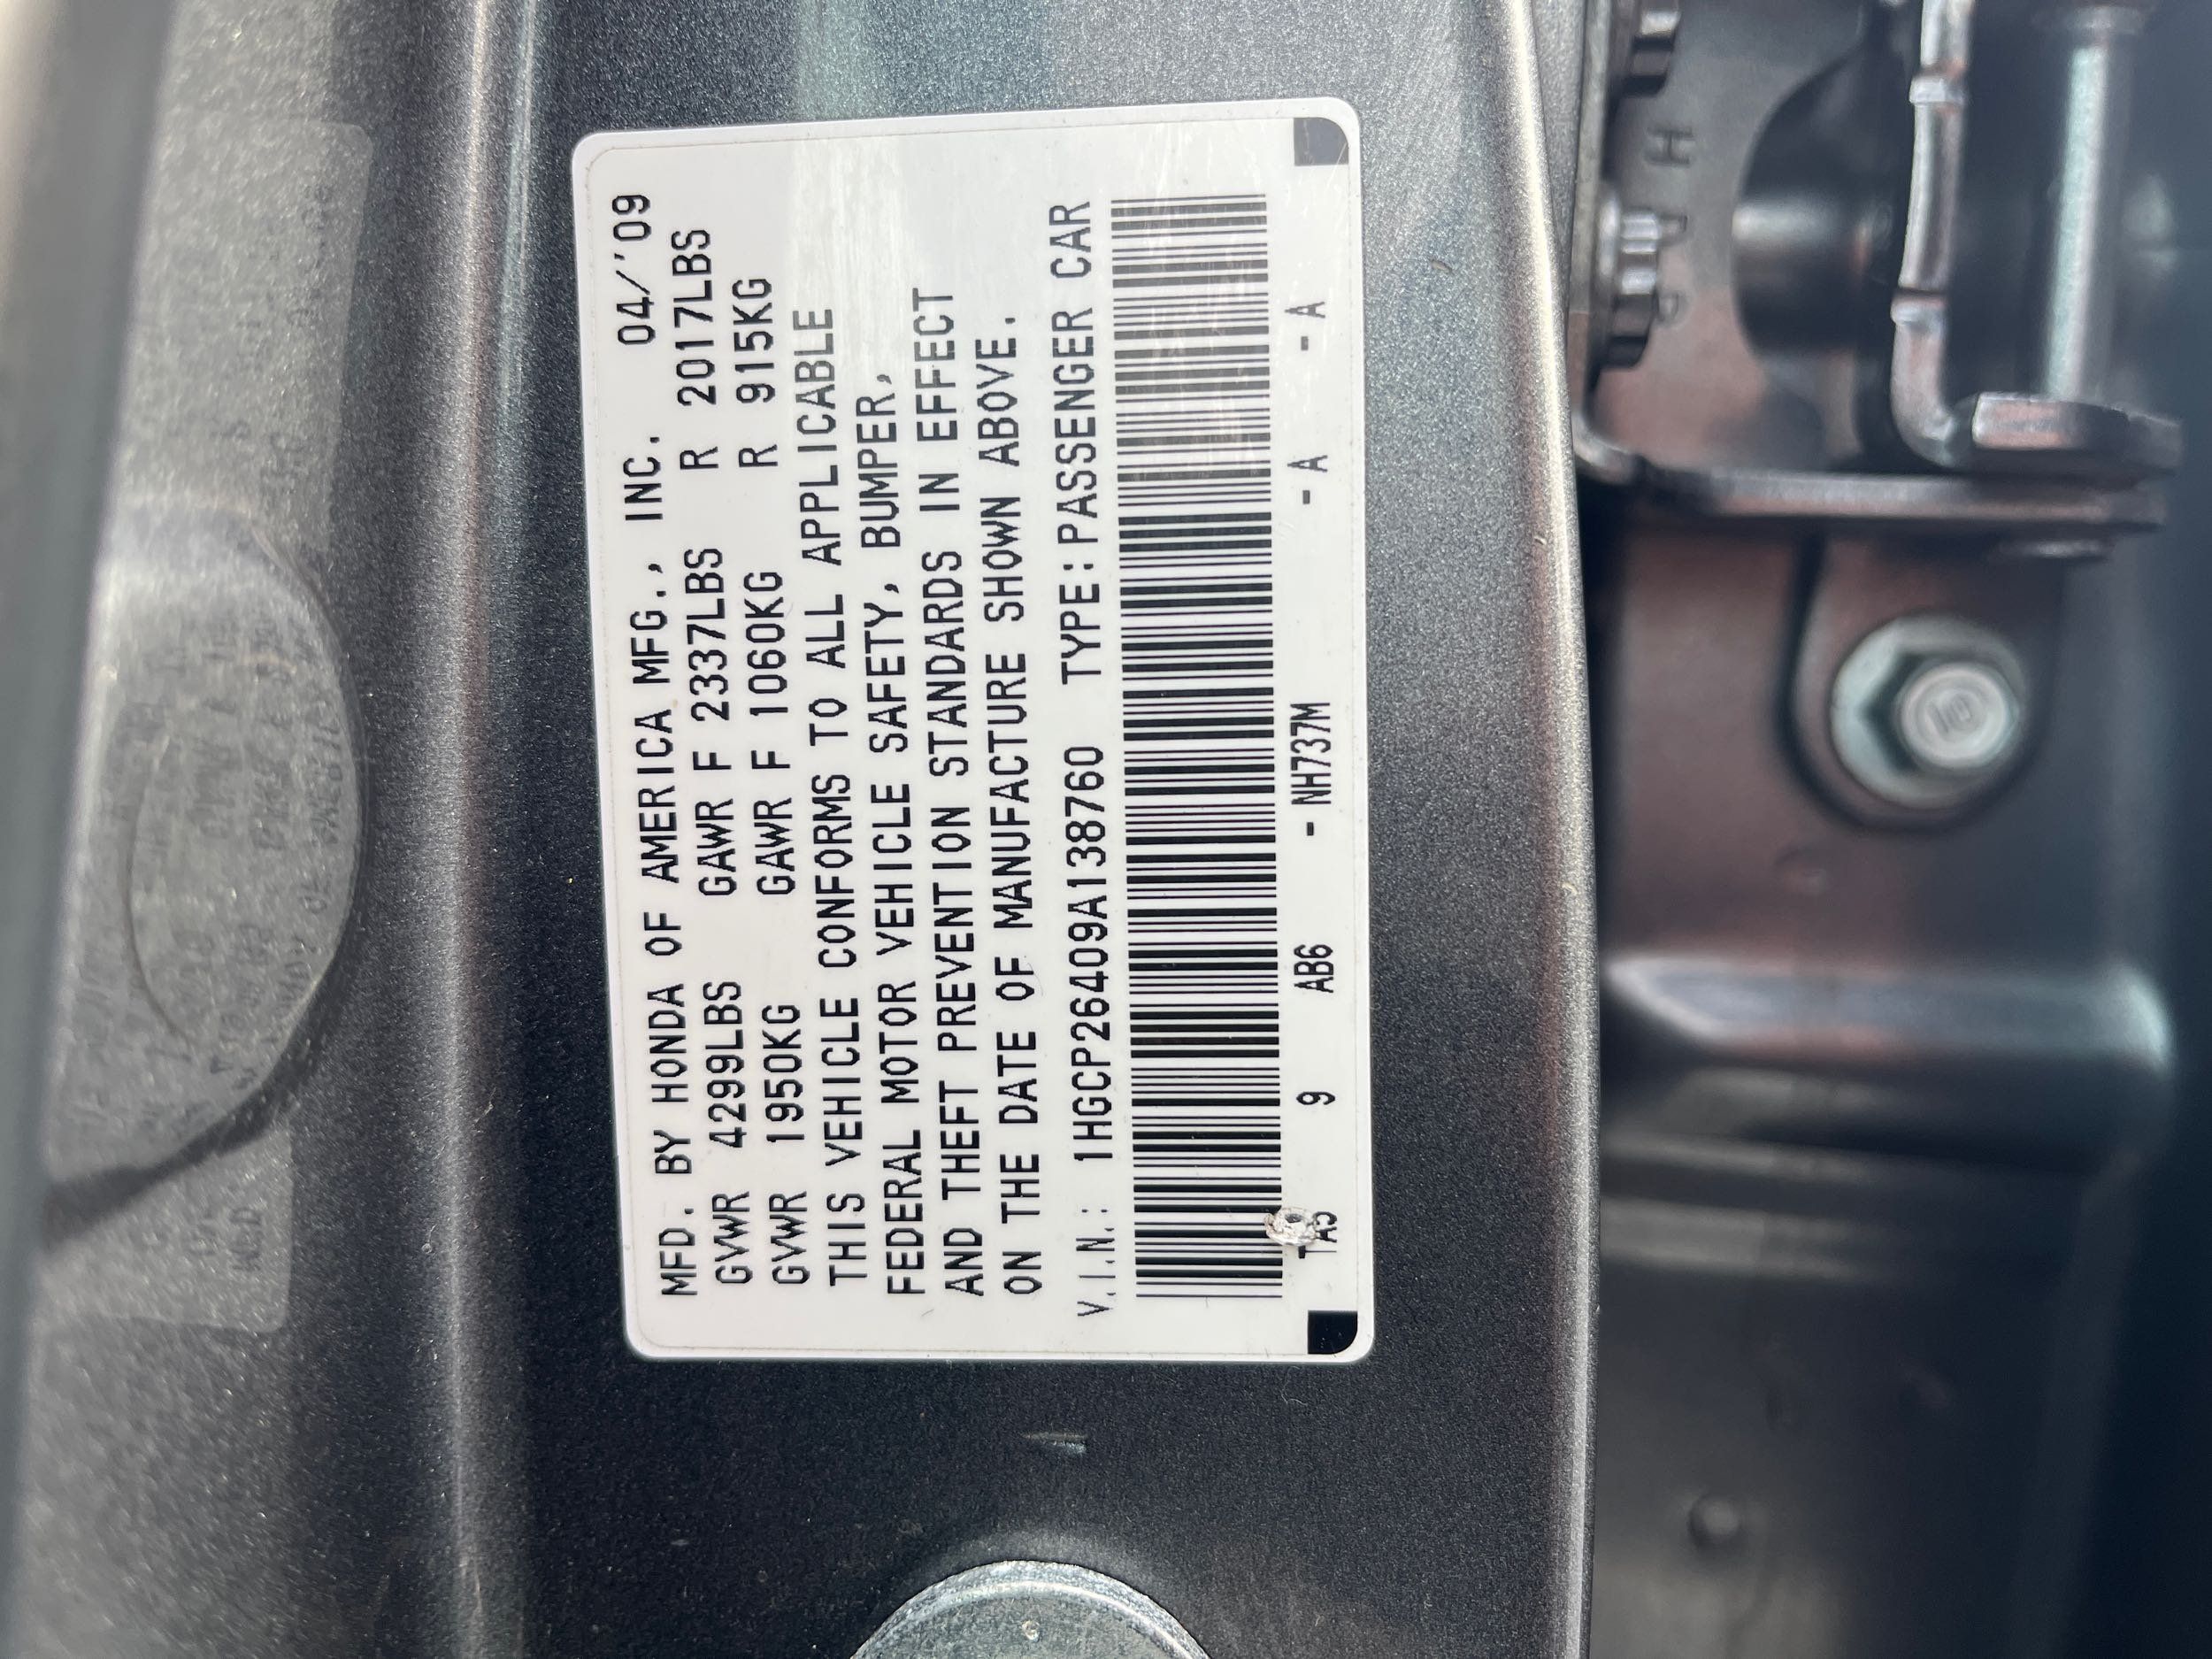 MFD. BY HONDA OF AMERICA MFG., INC. 04/'09
GVWR 4299LBS GAWR F 2337LBS R 2017LBS
GVWR 1950KG GAWR F 1060KG R 915KG
THIS VEHICLE CONFORMS TO ALL APPLICABLE
FEDERAL MOTOR VEHICLE SAFETY, BUMPER,
AND THEFT PREVENTION STANDARDS IN EFFECT
ON THE DATE OF MANUFACTURE SHOWN ABOVE.
V.I.N.: 1HGCP26409A138760 TYPE: PASSENGER CAR
TA5 9 AB6 - NH737M - A - A